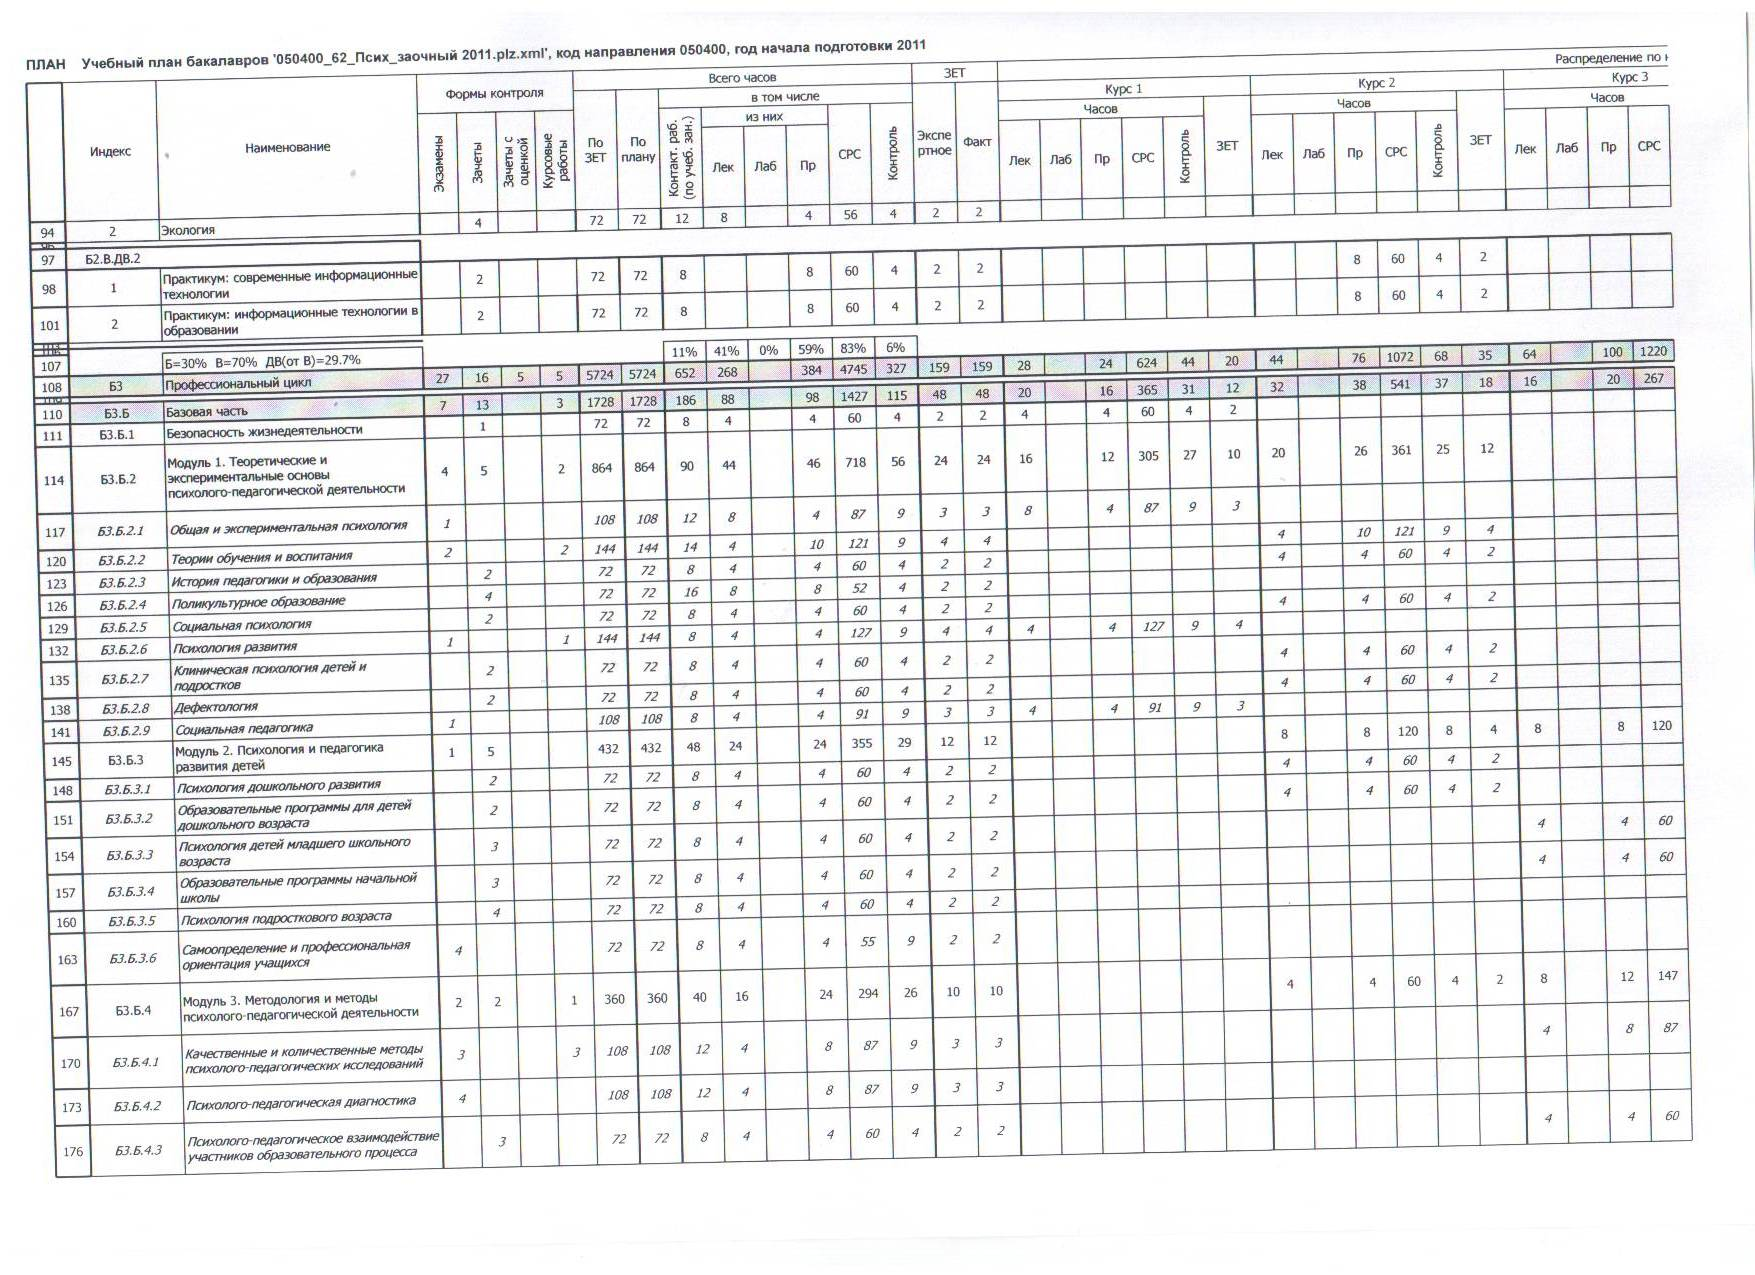 ПЛАН Учебный план бакалавров '050400_62_Псих_заочный 2011.plz.xml', код направления 050400, год начала подготовки 2011
Индекс Наименование Формы контроля Всего часов ЗЕТ Распределение по
Экзамены Зачеты Зачеты с оценкой Курсовые работы По ЗЕТ По плану в том числе Экспертное Факт Курс 1 Курс 2 Курс 3
Контакт. раб. (по учеб. зан.) из них СРС Контроль Часов ЗЕТ Часов ЗЕТ Часов
Лек Лаб Пр Лек Лаб Пр СРС Контроль Лек Лаб Пр СРС Контроль Лек Лаб Пр СРС
94 2 Экология 4 72 72 12 8 4 56 4 2 2
97 Б2.В.ДВ.2
98 1 Практикум: современные информационные технологии 2 72 72 8 8 60 4 2 2 8 60 4 2
101 2 Практикум: информационные технологии в образовании 2 72 72 8 8 60 4 2 2 8 60 4 2
107 Б=30% В=70% ДВ(от В)=29.7% 11% 41% 0% 59% 83% 6%
108 Б3 Профессиональный цикл 27 16 5 5 5724 5724 652 268 384 4745 327 159 159 28 24 624 44 20 44 76 1072 68 35 64 100 1220
110 Б3.Б Базовая часть 7 13 3 1728 1728 186 88 98 1427 115 48 48 20 16 365 31 12 32 38 541 37 18 16 20 267
111 Б3.Б.1 Безопасность жизнедеятельности 1 72 72 8 4 4 60 4 2 2 4 4 60 4 2
114 Б3.Б.2 Модуль 1. Теоретические и экспериментальные основы психолого-педагогической деятельности 4 5 2 864 864 90 44 46 718 56 24 24 16 12 305 27 10 20 26 361 25 12
117 Б3.Б.2.1 Общая и экспериментальная психология 1 108 108 12 8 4 87 9 3 3 8 4 87 9 3
120 Б3.Б.2.2 Теории обучения и воспитания 2 2 144 144 14 4 10 121 9 4 4 4 10 121 9 4
123 Б3.Б.2.3 История педагогики и образования 2 72 72 8 4 4 60 4 2 2 4 4 60 4 2
126 Б3.Б.2.4 Поликультурное образование 4 72 72 16 8 8 52 4 2 2
129 Б3.Б.2.5 Социальная психология 2 72 72 8 4 4 60 4 2 2 4 4 60 4 2
132 Б3.Б.2.6 Психология развития 1 1 144 144 8 4 4 127 9 4 4 4 4 127 9 4
135 Б3.Б.2.7 Клиническая психология детей и подростков 2 72 72 8 4 4 60 4 2 2 4 4 60 4 2
138 Б3.Б.2.8 Дефектология 2 72 72 8 4 4 60 4 2 2 4 4 60 4 2
141 Б3.Б.2.9 Социальная педагогика 1 108 108 8 4 4 91 9 3 3 4 4 91 9 3
145 Б3.Б.3 Модуль 2. Психология и педагогика развития детей 1 5 432 432 48 24 24 355 29 12 12 8 8 120 8 4 8 8 120
148 Б3.Б.3.1 Психология дошкольного развития 2 72 72 8 4 4 60 4 2 2 4 4 60 4 2
151 Б3.Б.3.2 Образовательные программы для детей дошкольного возраста 2 72 72 8 4 4 60 4 2 2 4 4 60 4 2
154 Б3.Б.3.3 Психология детей младшего школьного возраста 3 72 72 8 4 4 60 4 2 2 4 4 60
157 Б3.Б.3.4 Образовательные программы начальной школы 3 72 72 8 4 4 60 4 2 2 4 4 60
160 Б3.Б.3.5 Психология подросткового возраста 4 72 72 8 4 4 60 4 2 2
163 Б3.Б.3.6 Самоопределение и профессиональная ориентация учащихся 4 72 72 8 4 4 55 9 2 2
167 Б3.Б.4 Модуль 3. Методология и методы психолого-педагогической деятельности 2 2 1 360 360 40 16 24 294 26 10 10 4 4 60 4 2 8 12 147
170 Б3.Б.4.1 Качественные и количественные методы психолого-педагогических исследований 3 3 108 108 12 4 8 87 9 3 3 4 8 87
173 Б3.Б.4.2 Психолого-педагогическая диагностика 4 108 108 12 4 8 87 9 3 3
176 Б3.Б.4.3 Психолого-педагогическое взаимодействие участников образовательного процесса 3 72 72 8 4 4 60 4 2 2 4 4 60